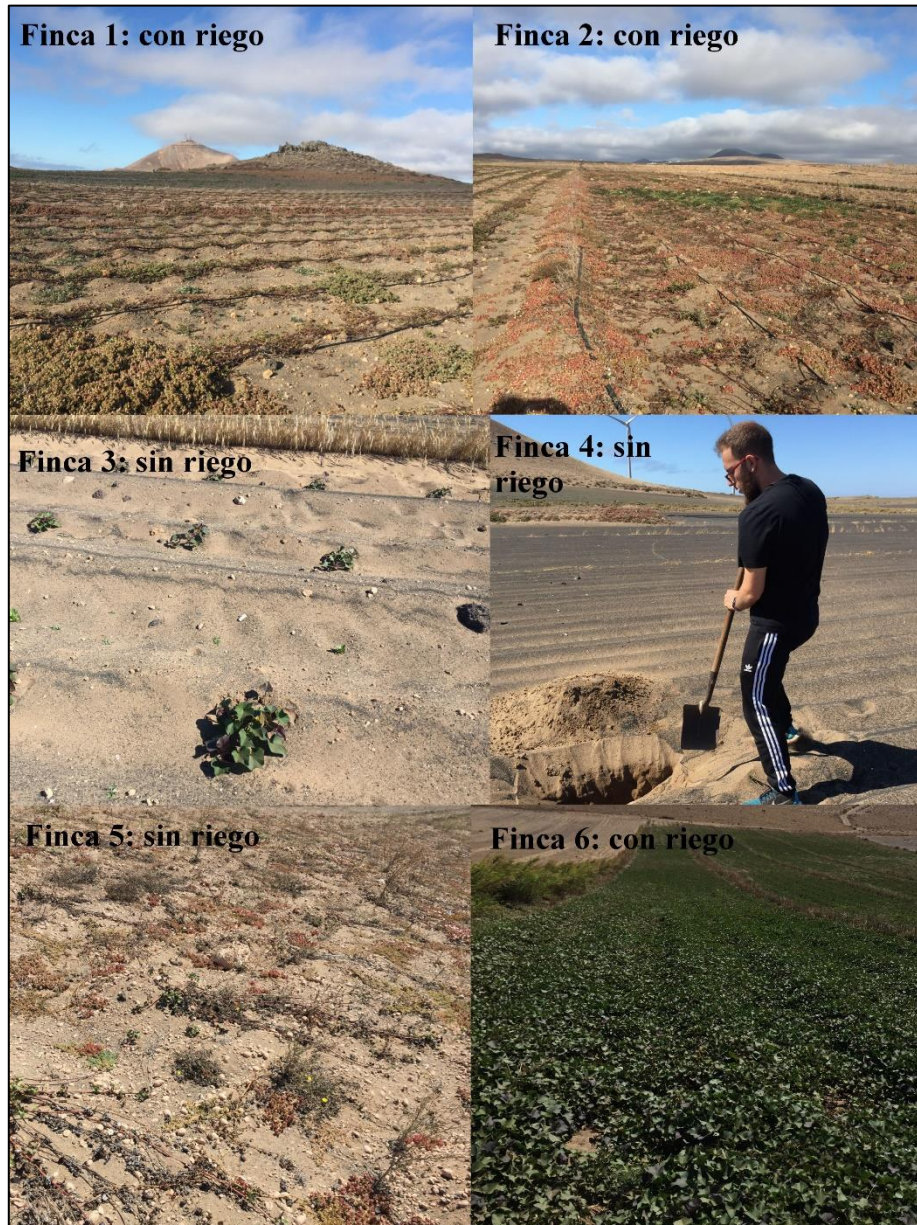 Finca 1: con riego
Finca 2: con riego
Finca 3: sin riego
Finca 4: sin
riego
Finca 5: sin riego
Finca 6: con riego